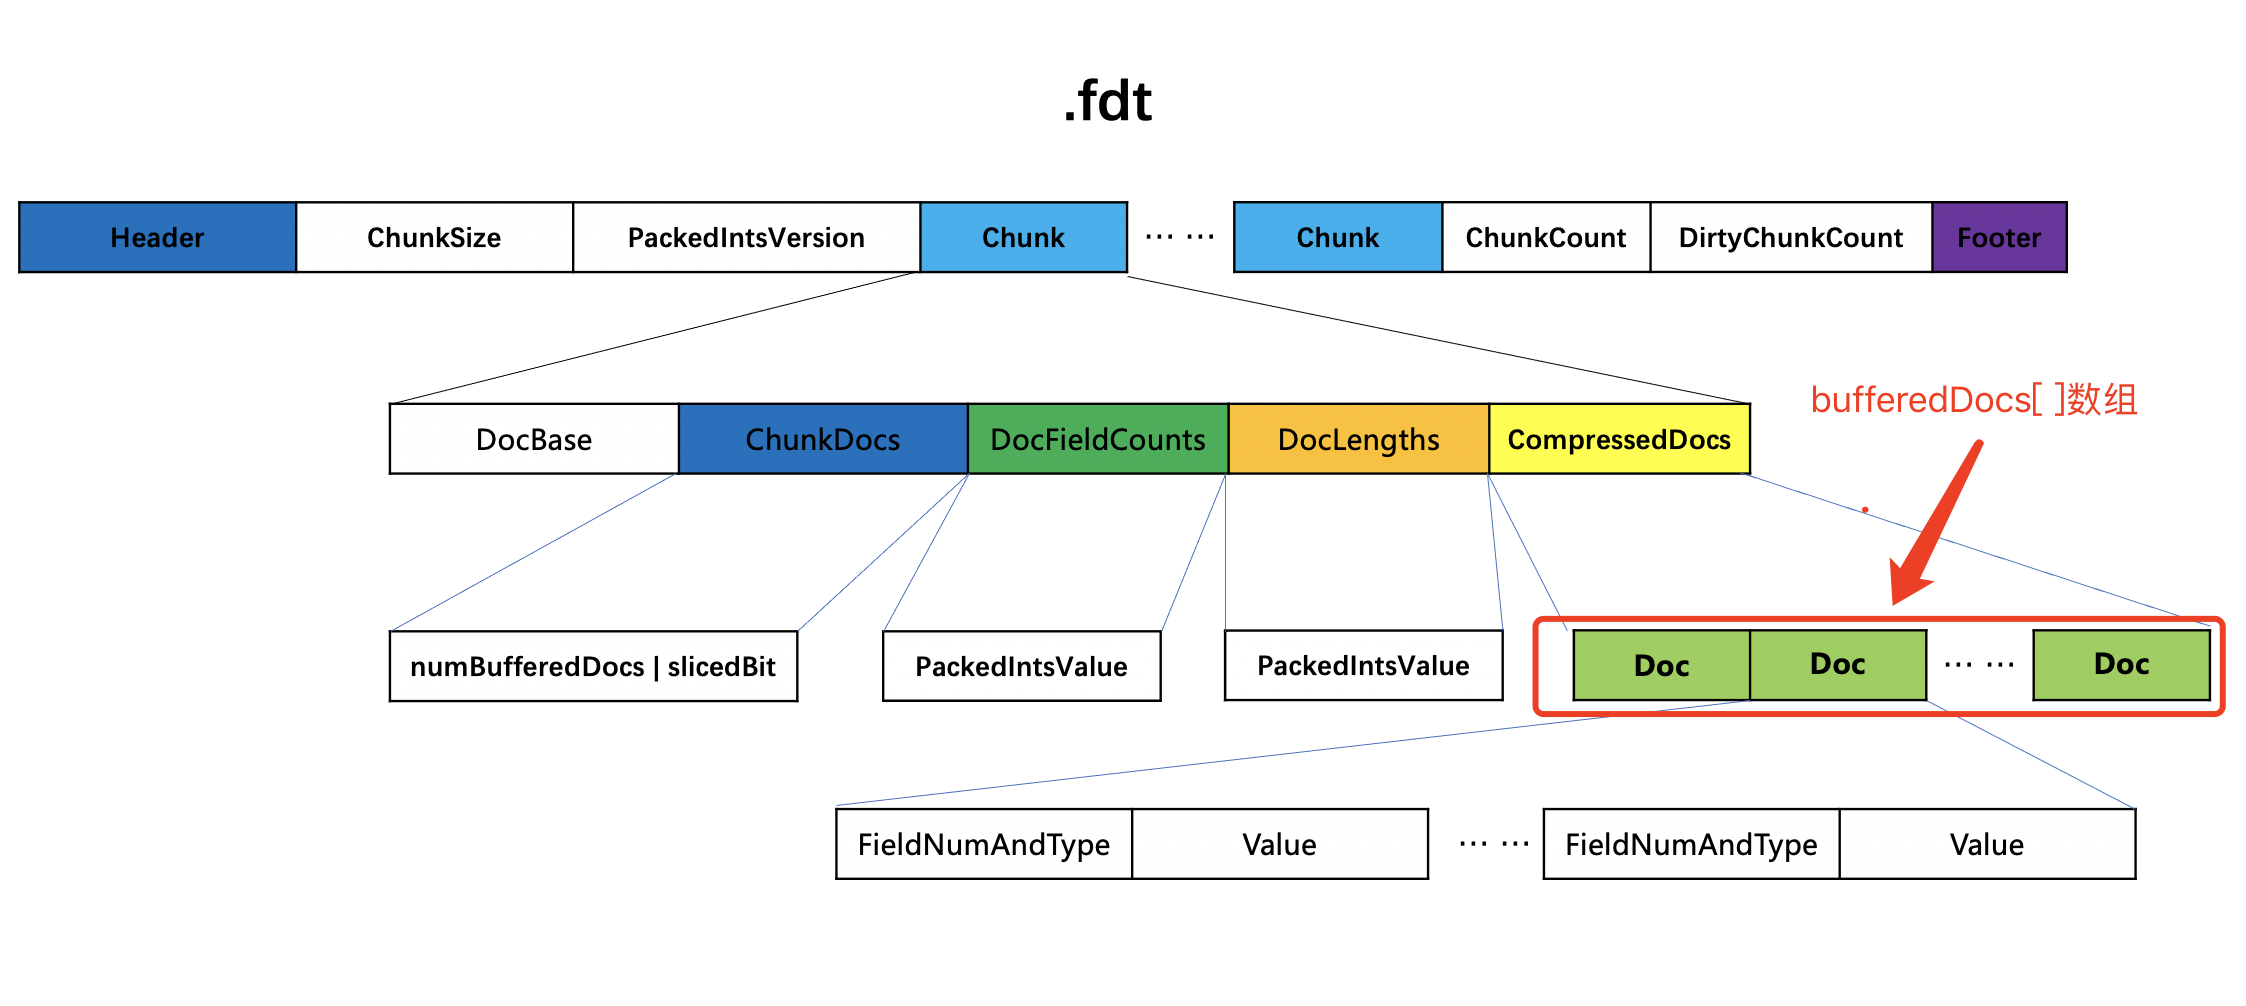 .fdt
Header ChunkSize PackedIntsVersion Chunk ⋯ ⋯ Chunk ChunkCount DirtyChunkCount Footer
bufferedDocs[ ]数组
DocBase ChunkDocs DocFieldCounts DocLengths CompressedDocs
numBufferedDocs | slicedBit PackedIntsValue PackedIntsValue Doc Doc ⋯ ⋯ Doc
FieldNumAndType Value ⋯ ⋯ FieldNumAndType Value